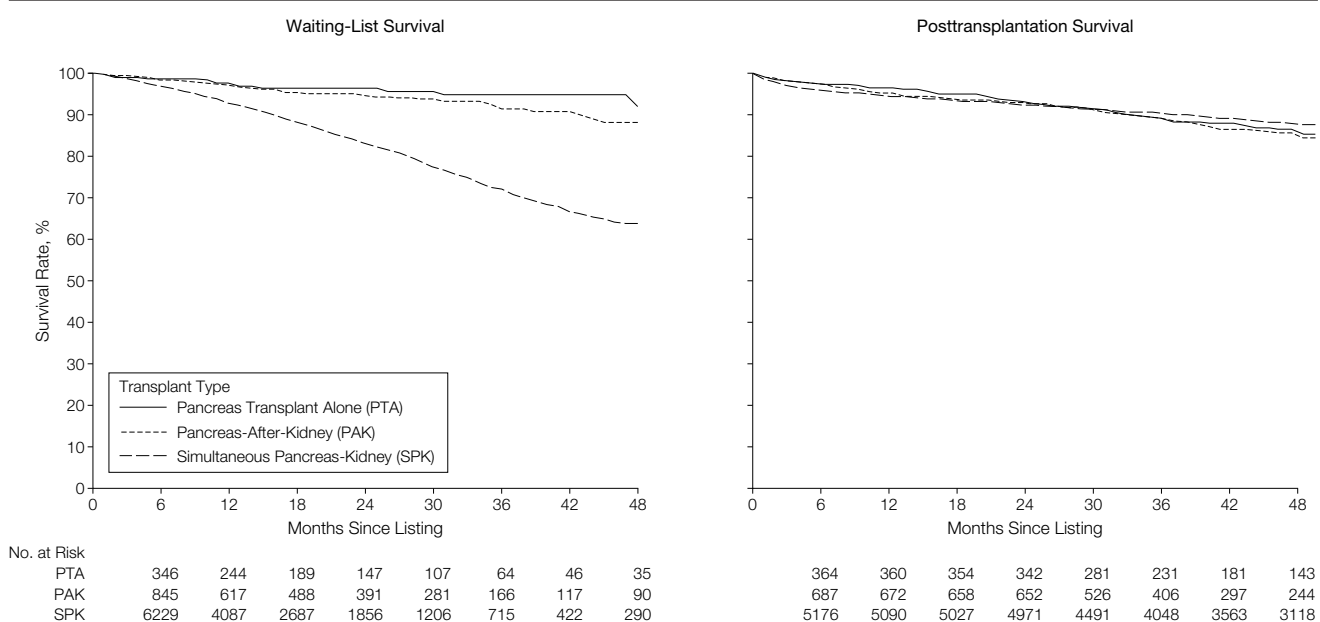 Waiting-List Survival
Posttransplantation Survival
Survival Rate, %
100
90
80
70
60
50
40
30
20
10
0
Transplant Type
Pancreas Transplant Alone (PTA)
Pancreas-After-Kidney (PAK)
Simultaneous Pancreas-Kidney (SPK)
0 6 12 18 24 30 36 42 48
0 6 12 18 24 30 36 42 48
Months Since Listing
Months Since Listing
No. at Risk
PTA 346 244 189 147 107 64 46 35 364 360 354 342 281 231 181 143
PAK 845 617 488 391 281 166 117 90 687 672 658 652 526 406 297 244
SPK 6229 4087 2687 1856 1206 715 422 290 5176 5090 5027 4971 4491 4048 3563 3118